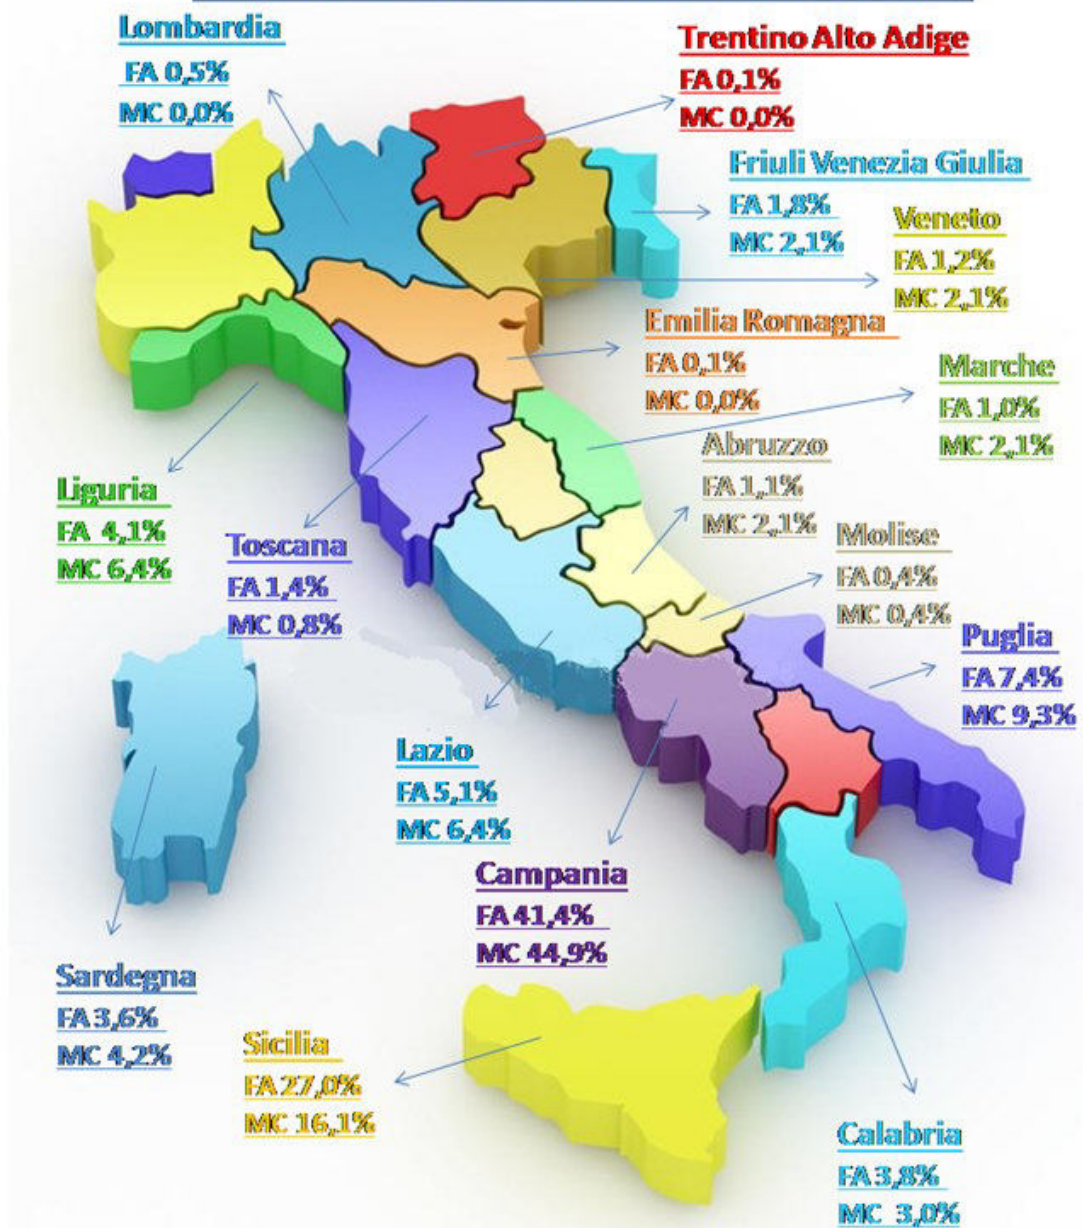 Lombardia
FA 0,5%
MC 0,0%
Trentino Alto Adige
FA 0,1%
MC 0,0%
Friuli Venezia Giulia
FA 1,8%
MC 2,1%
Veneto
FA 1,2%
MC 2,1%
Emilia Romagna
FA 0,1%
MC 0,0%
Marche
FA 1,0%
MC 2,1%
Abruzzo
FA 1,1%
MC 2,1%
Liguria
FA 4,1%
MC 6,4%
Toscana
FA 1,4%
MC 0,8%
Molise
FA 0,4%
MC 0,4%
Puglia
FA 7,4%
MC 9,3%
Lazio
FA 5,1%
MC 6,4%
Campania
FA 41,4%
MC 44,9%
Sardegna
FA 3,6%
MC 4,2%
Sicilia
FA 27,0%
MC 16,1%
Calabria
FA 3,8%
MC 3,0%